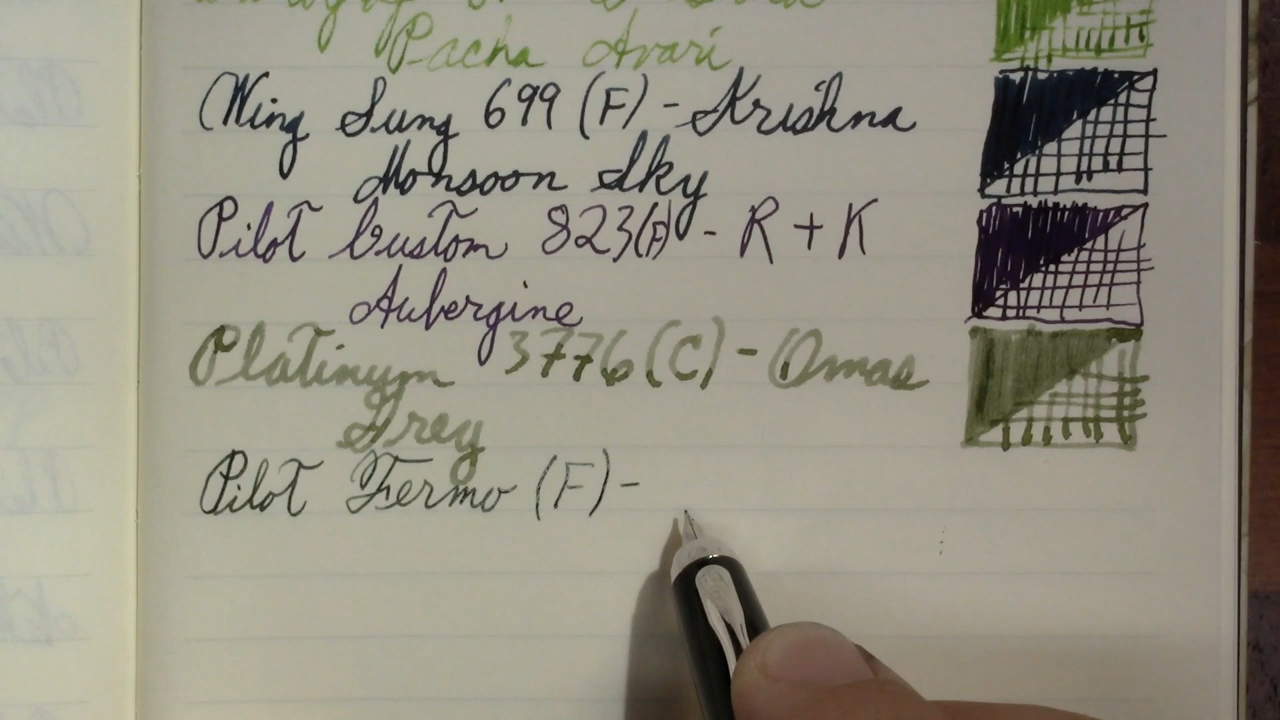 Pacha Avari
Wing Sung 699 (F) - Krishna
Monsoon Sky
Pilot Custom 823(F) - R + K
Aubergine
Platinum 3776 (C) - Omas
Grey
Pilot Fermo (F) -